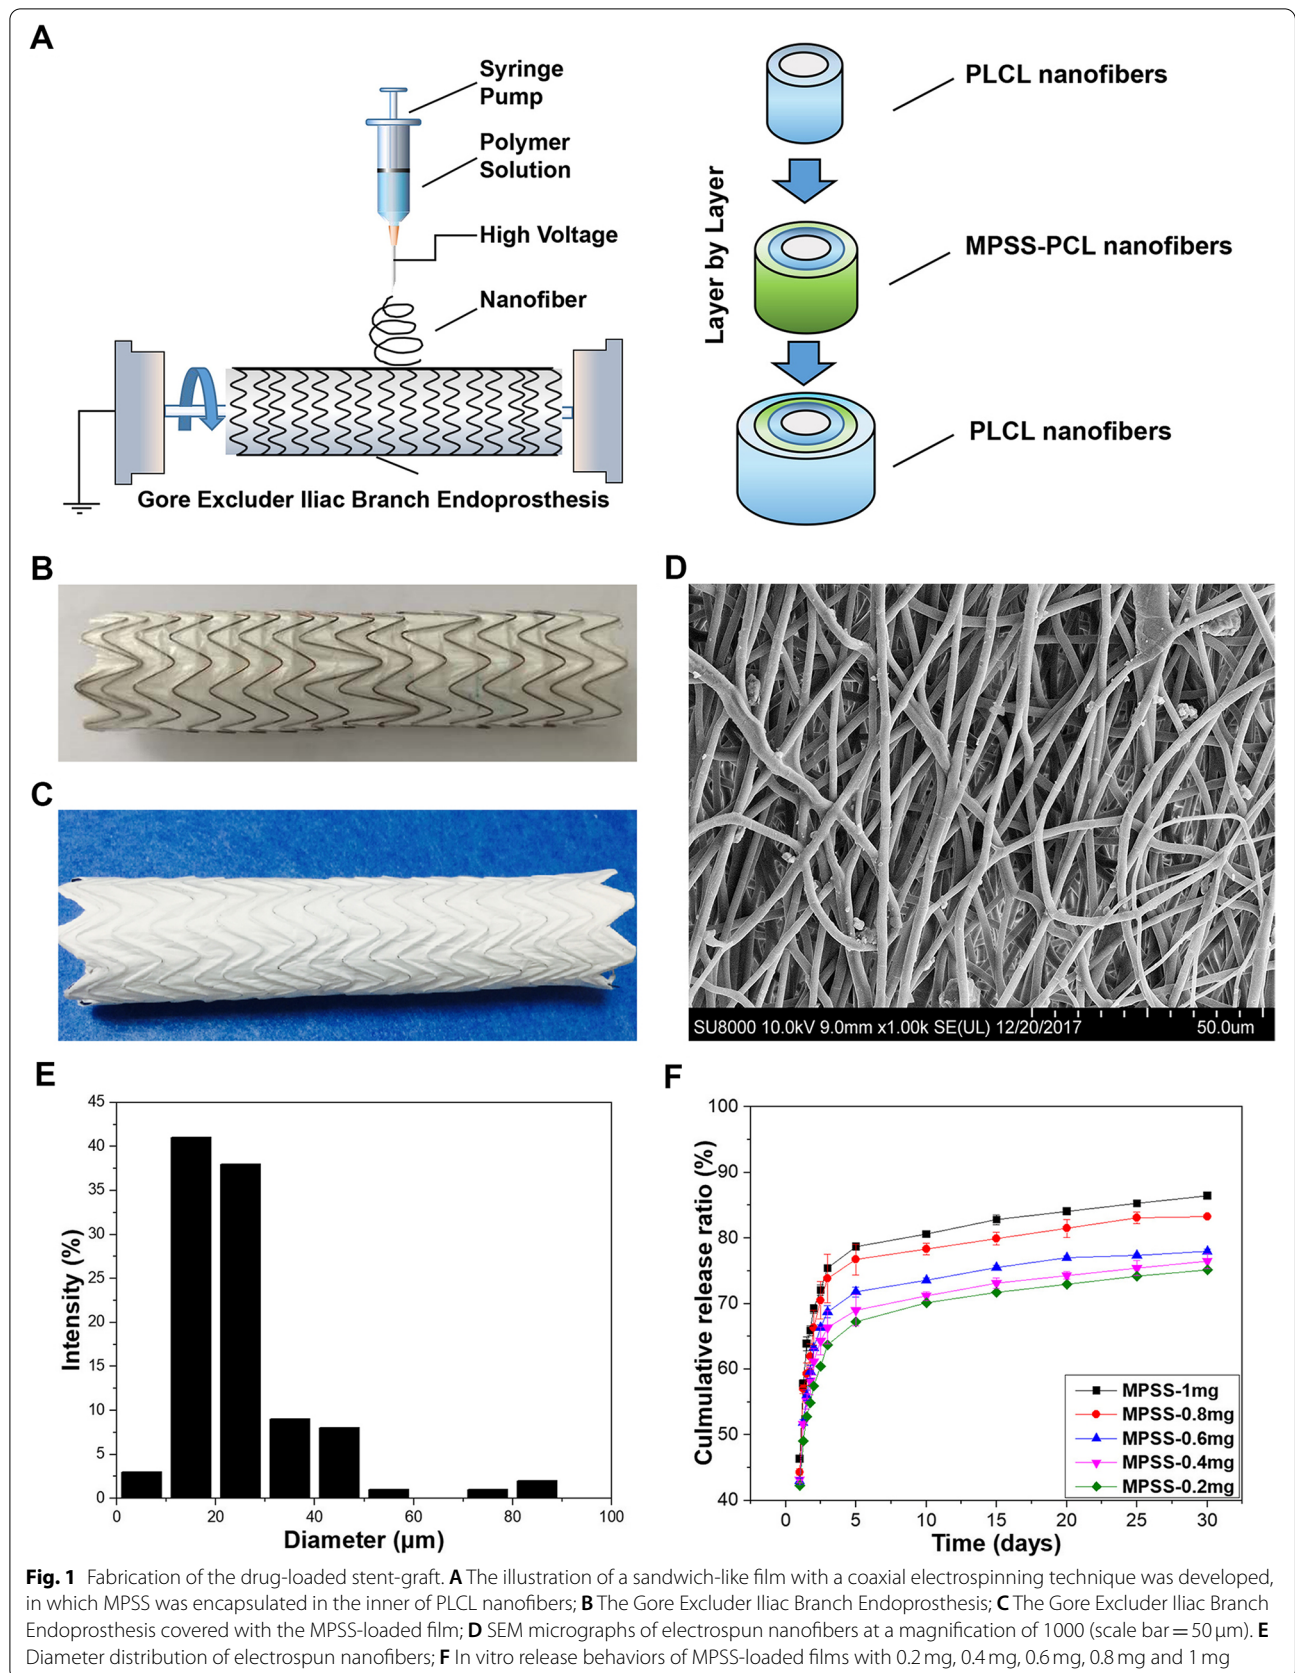 A
Syringe
Pump
Polymer
Solution
High Voltage
Nanofiber
Gore Excluder Iliac Branch Endoprosthesis
Layer by Layer
PLCL nanofibers
MPSS-PCL nanofibers
PLCL nanofibers
B
C
D
SU8000 10.0kV 9.0mm x1.00k SE(UL) 12/20/2017 50.0um
E
45
40
35
30
25
20
15
10
5
0
Intensity (%)
0 20 40 60 80 100
Diameter (µm)
F
100
90
80
70
60
50
40
Culmulative release ratio (%)
MPSS-1mg
MPSS-0.8mg
MPSS-0.6mg
MPSS-0.4mg
MPSS-0.2mg
0 5 10 15 20 25 30
Time (days)
Fig. 1 Fabrication of the drug-loaded stent-graft. A The illustration of a sandwich-like film with a coaxial electrospinning technique was developed,
in which MPSS was encapsulated in the inner of PLCL nanofibers; B The Gore Excluder Iliac Branch Endoprosthesis; C The Gore Excluder Iliac Branch
Endoprosthesis covered with the MPSS-loaded film; D SEM micrographs of electrospun nanofibers at a magnification of 1000 (scale bar = 50 µm). E
Diameter distribution of electrospun nanofibers; F In vitro release behaviors of MPSS-loaded films with 0.2 mg, 0.4 mg, 0.6 mg, 0.8 mg and 1 mg